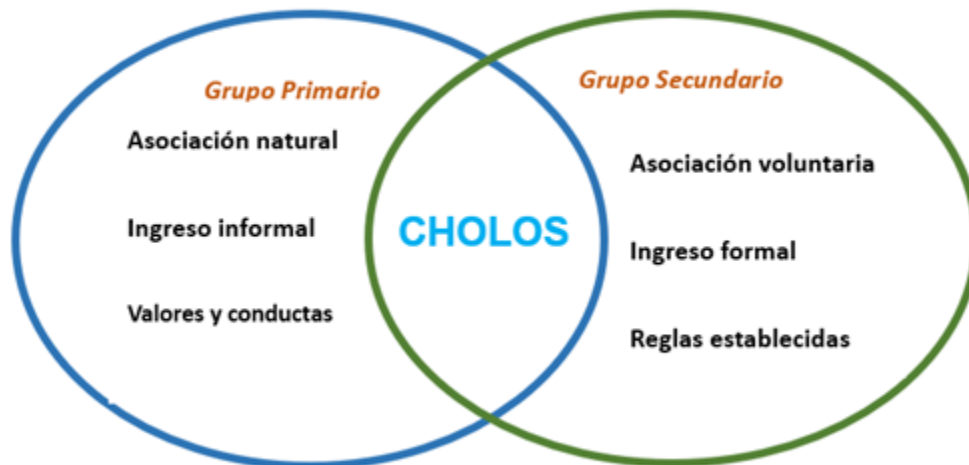 Grupo Primario
Asociación natural
Ingreso informal
Valores y conductas
CHOLOS
Grupo Secundario
Asociación voluntaria
Ingreso formal
Reglas establecidas